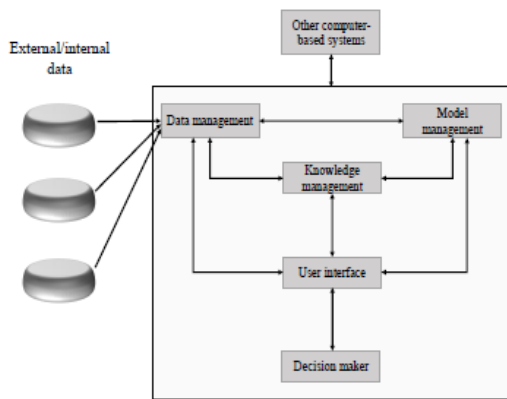 Other computer-
based systems
External/internal
data
Data management
Model
management
Knowledge
management
User interface
Decision maker